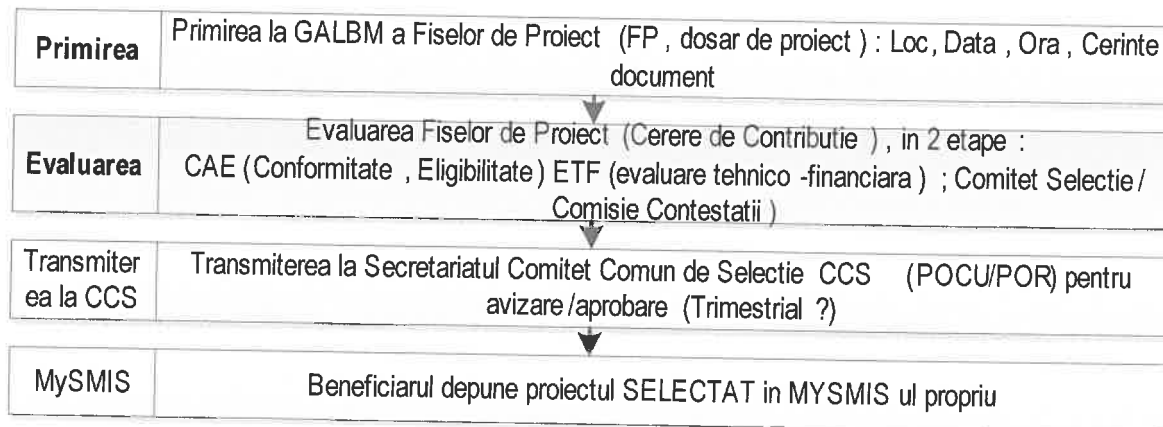 Primirea
Primirea la GALBM a Fiselor de Proiect (FP , dosar de proiect ) : Loc, Data , Ora , Cerinte
document
Evaluarea
Evaluarea Fiselor de Proiect (Cerere de Contributie ) , in 2 etape :
CAE (Conformitate , Eligibilitate) ETF (evaluare tehnico -financiara ) ; Comitet Selectie /
Comisie Contestatii )
Transmiter
ea la CCS
Transmiterea la Secretariatul Comitet Comun de Selectie CCS (POCU/POR) pentru
avizare /aprobare (Trimestrial ?)
MySMIS
Beneficiarul depune proiectul SELECTAT in MYSMIS ul propriu